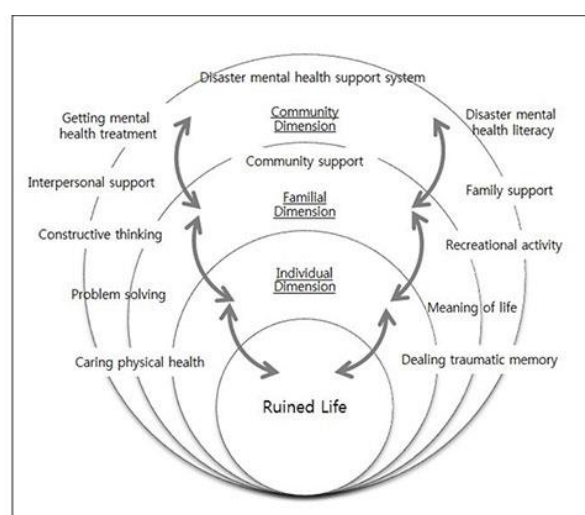 Disaster mental health support system
Getting mental
health treatment
Community
Dimension
Disaster mental
health literacy
Community support
Interpersonal support
Family support
Familial
Dimension
Constructive thinking
Recreational activity
Individual
Dimension
Problem solving
Meaning of life
Caring physical health
Dealing traumatic memory
Ruined Life